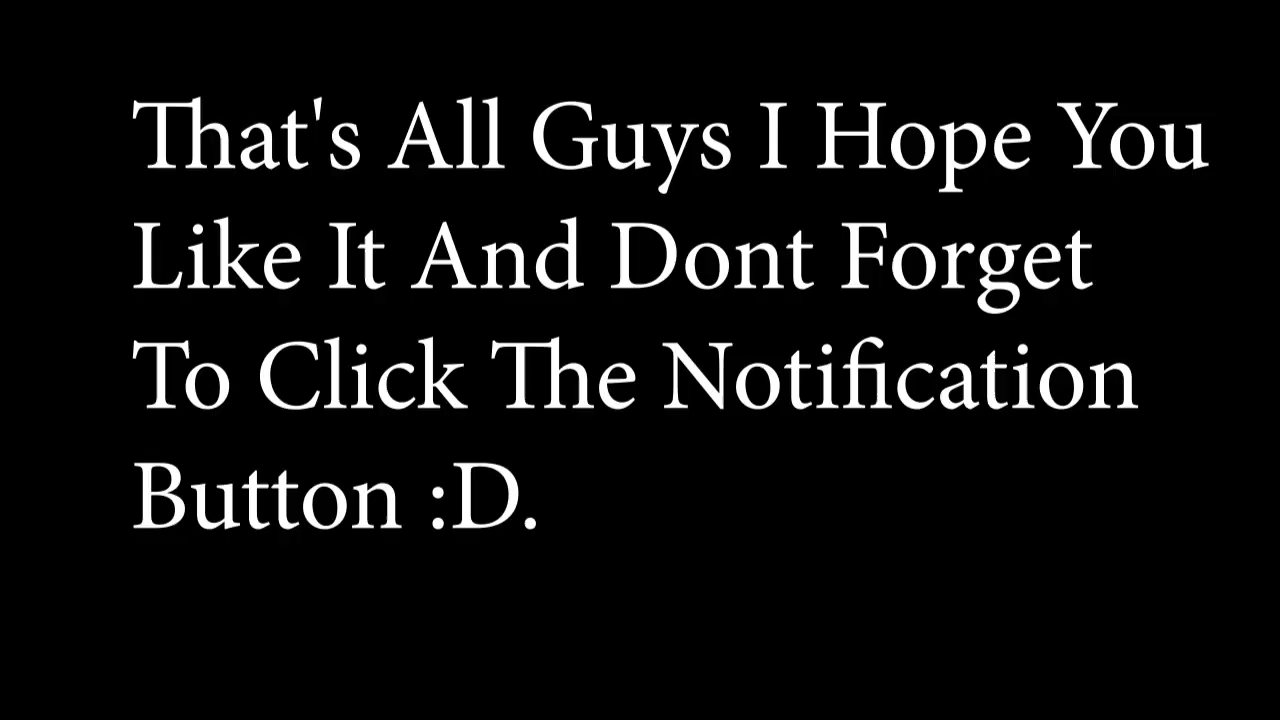 That's All Guys I Hope You
Like It And Dont Forget
To Click The Notification
Button :D.